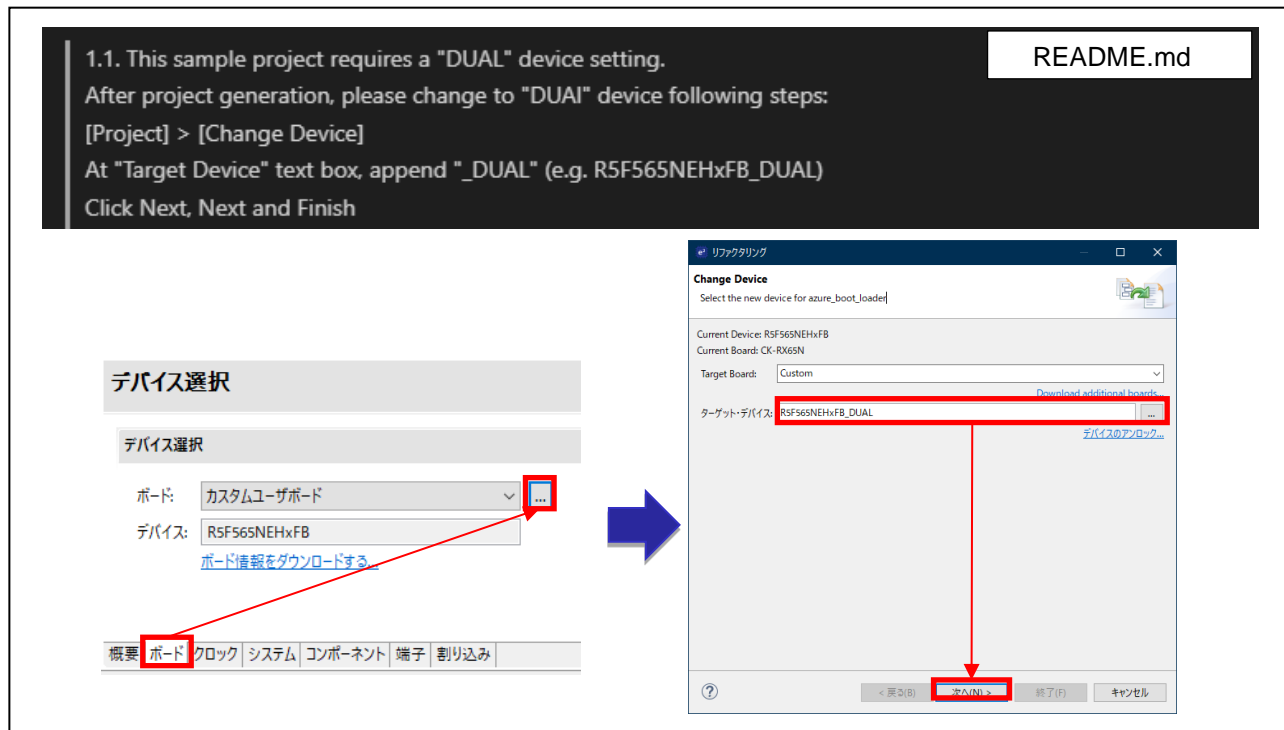 README.md
1.1. This sample project requires a "DUAL" device setting.
After project generation, please change to "DUAl" device following steps:
[Project] > [Change Device]
At "Target Device" text box, append "_DUAL" (e.g. R5F565NEHxFB_DUAL)
Click Next, Next and Finish
デバイス選択
デバイス選択
ボード: カスタムユーザボード ...
デバイス: R5F565NEHxFB
ボード情報をダウンロードする...
概要 ボード クロック システム コンポーネント 端子 割り込み
リファクタリング
Change Device
Select the new device for azure_boot_loader
Current Device: R5F565NEHxFB
Current Board: CK-RX65N
Target Board: Custom
Download additional boards...
ターゲット・デバイス: R5F565NEHxFB_DUAL ...
デバイスのアンロック...
? < 戻る(B) 次へ(N) > 終了(F) キャンセル